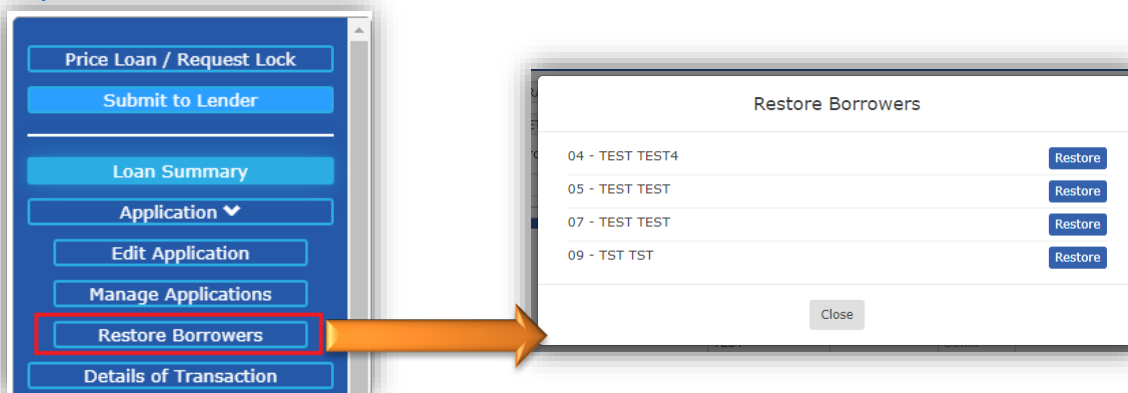 Price Loan / Request Lock
Submit to Lender
Loan Summary
Application
Edit Application
Manage Applications
Restore Borrowers
Details of Transaction
Restore Borrowers
04 - TEST TEST4 Restore
05 - TEST TEST Restore
07 - TEST TEST Restore
09 - TST TST Restore
Close